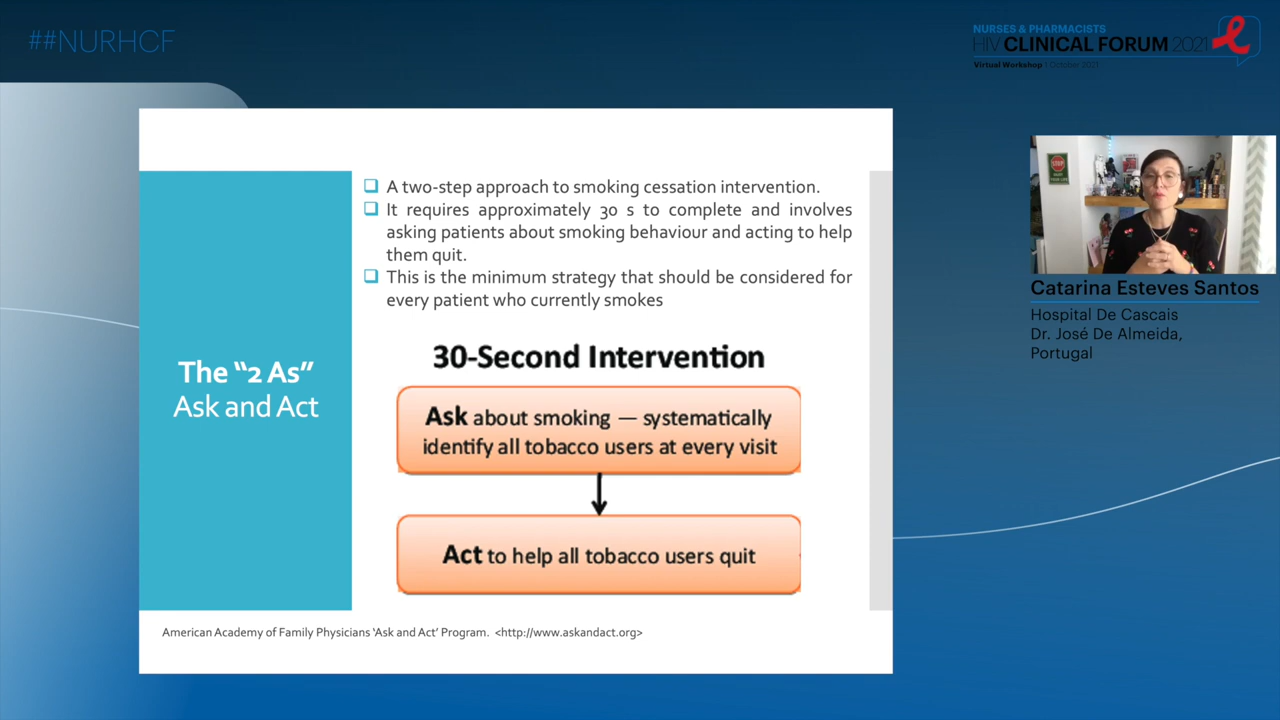 ##NURHCF
NURSES & PHARMACISTS
HIV CLINICAL FORUM 2021
Virtual Workshop 1 October 2021
A two-step approach to smoking cessation intervention.
It requires approximately 30 s to complete and involves
asking patients about smoking behaviour and acting to help
them quit.
This is the minimum strategy that should be considered for
every patient who currently smokes
The “2 As”
Ask and Act
30-Second Intervention
Ask about smoking — systematically
identify all tobacco users at every visit
Act to help all tobacco users quit
American Academy of Family Physicians ‘Ask and Act’ Program. <http://www.askandact.org>
STOP
Catarina Esteves Santos
Hospital De Cascais
Dr. José De Almeida,
Portugal